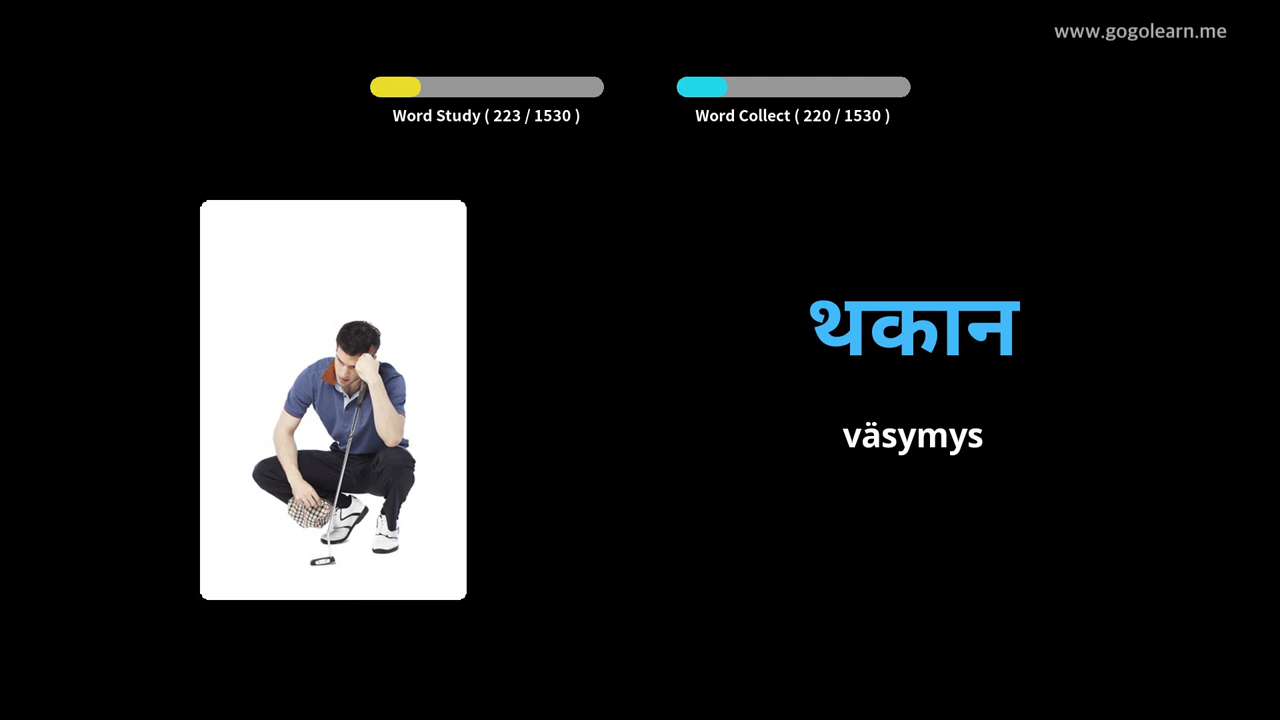 www.gogolearn.me
Word Study ( 223 / 1530 )
Word Collect ( 220 / 1530 )
थकान
väsymys